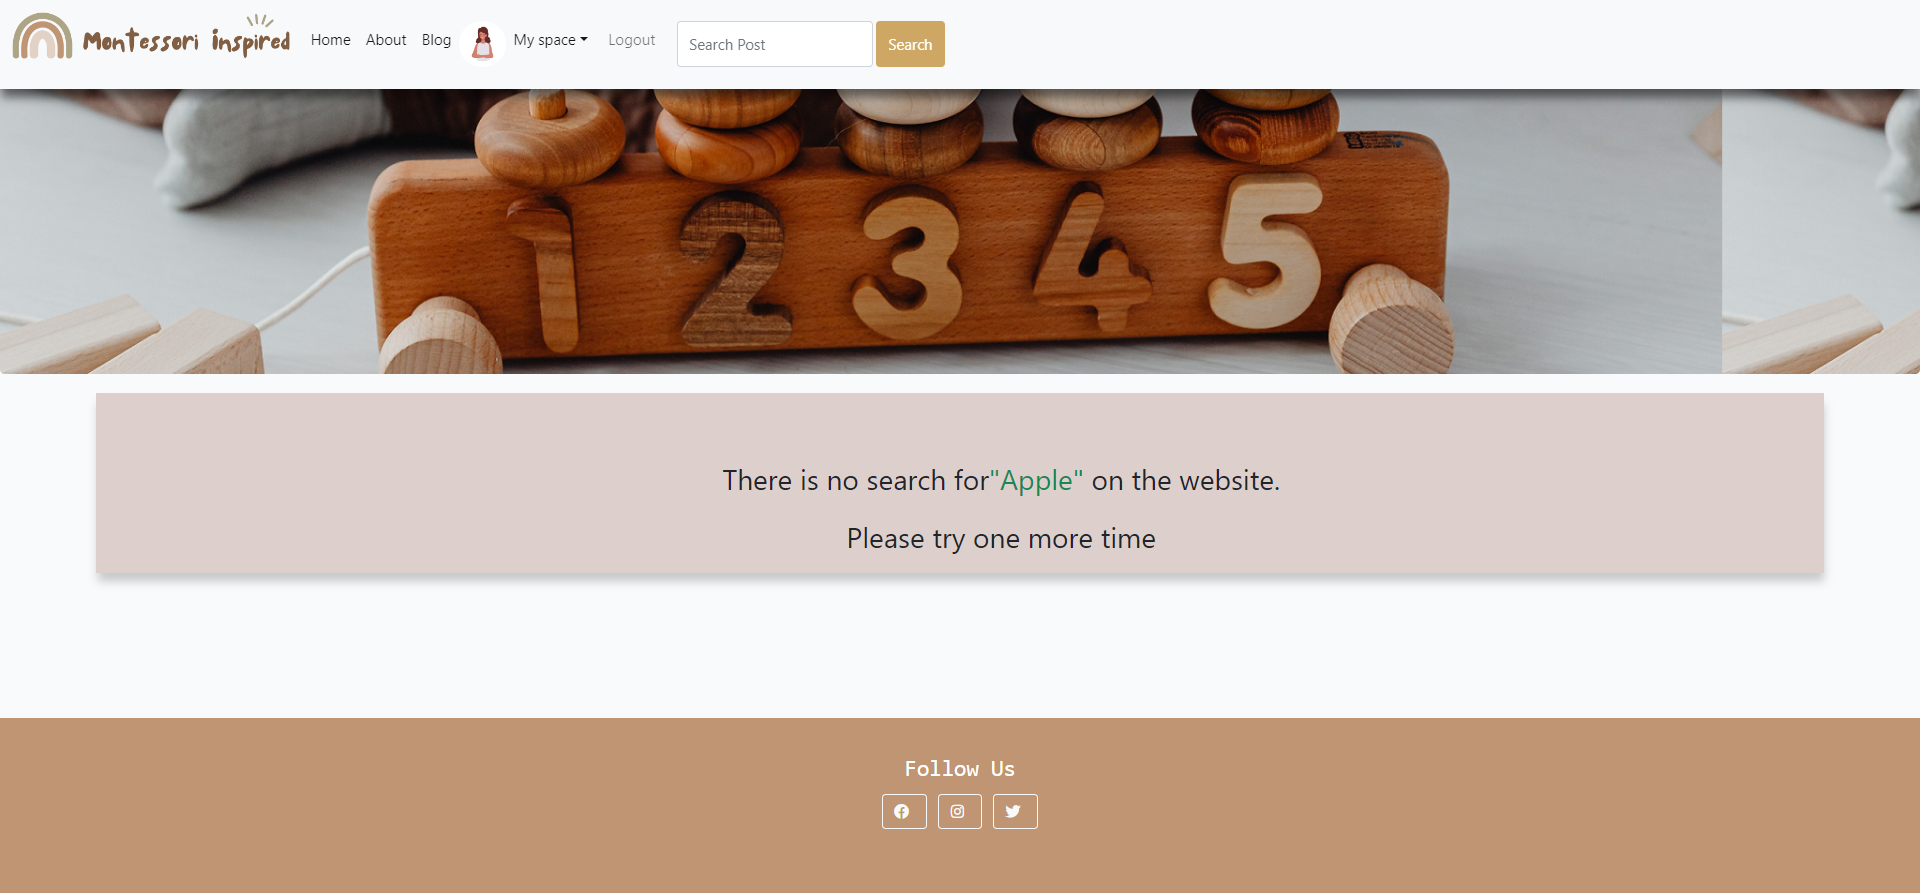 Montessori inspired
Home About Blog My space Logout Search Post Search
1 2 3 4 5
There is no search for"Apple" on the website.
Please try one more time
Follow Us